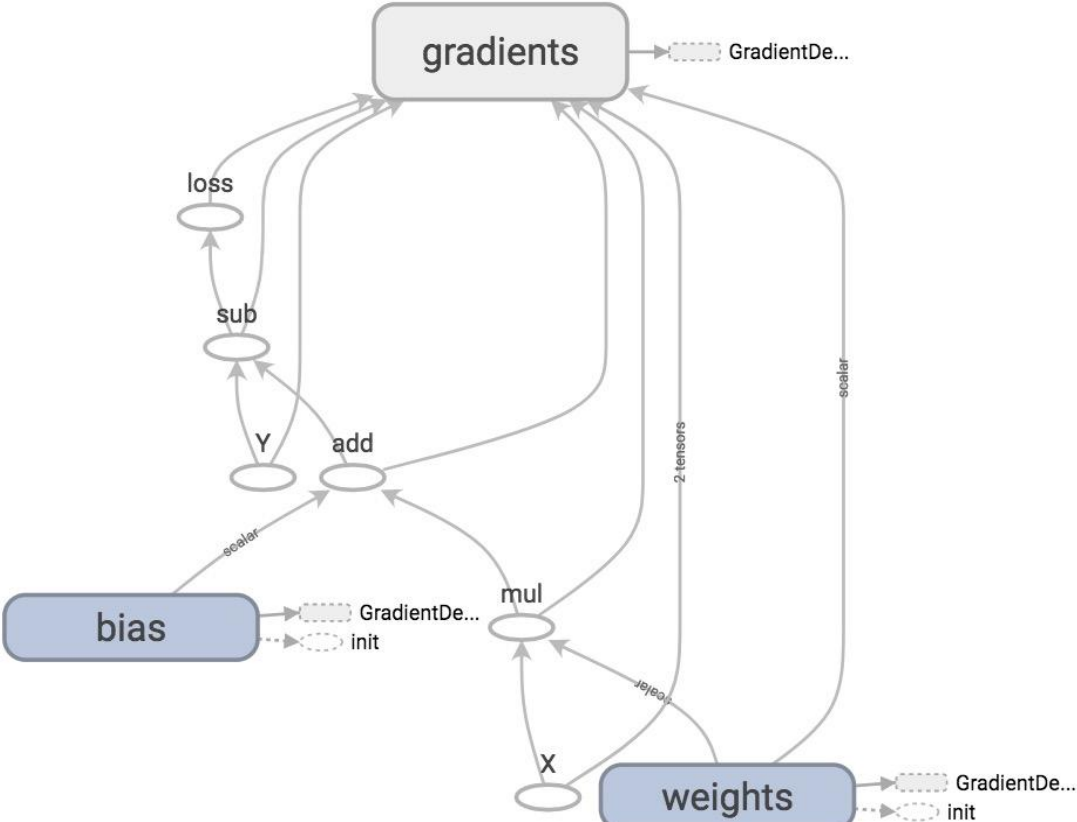 gradients
GradientDe...
loss
sub
scalar
Y
add
2 tensors
scalar
mul
bias
GradientDe...
init
scalar
X
weights
GradientDe...
init